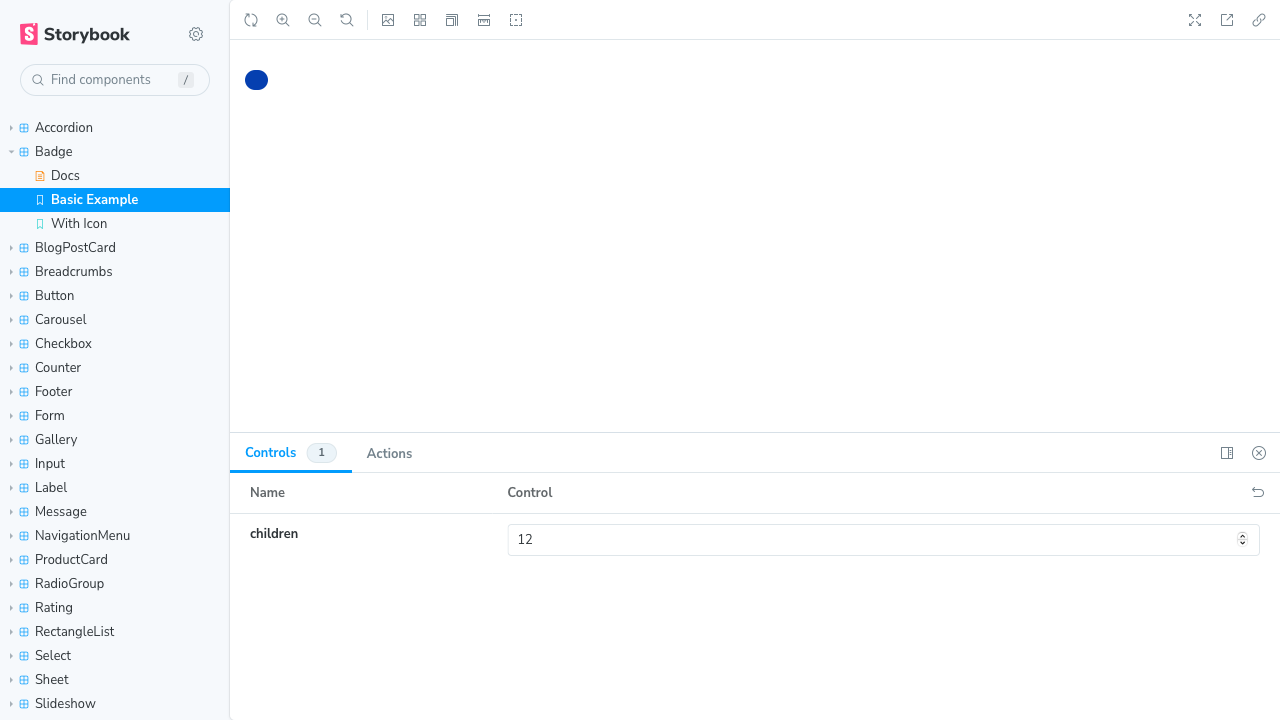 Storybook
Find components
/
Accordion
Badge
Docs
Basic Example
With Icon
BlogPostCard
Breadcrumbs
Button
Carousel
Checkbox
Counter
Footer
Form
Gallery
Input
Label
Message
NavigationMenu
ProductCard
RadioGroup
Rating
RectangleList
Select
Sheet
Slideshow
Controls 1 Actions
Name Control
children 12